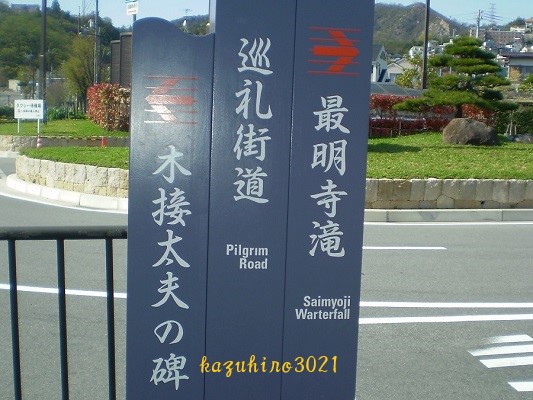 最明寺滝
Saimyoji
Warterfall
巡礼街道
Pilgrim
Road
木接太夫の碑
kazuhiro3021